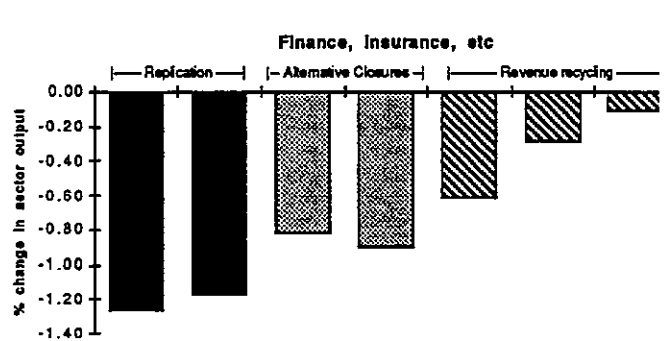 Finance, Insurance, etc
Replication
Alternative Closures
Revenue recycling
% change in sector output
0.00
-0.20
-0.40
-0.60
-0.80
-1.00
-1.20
-1.40